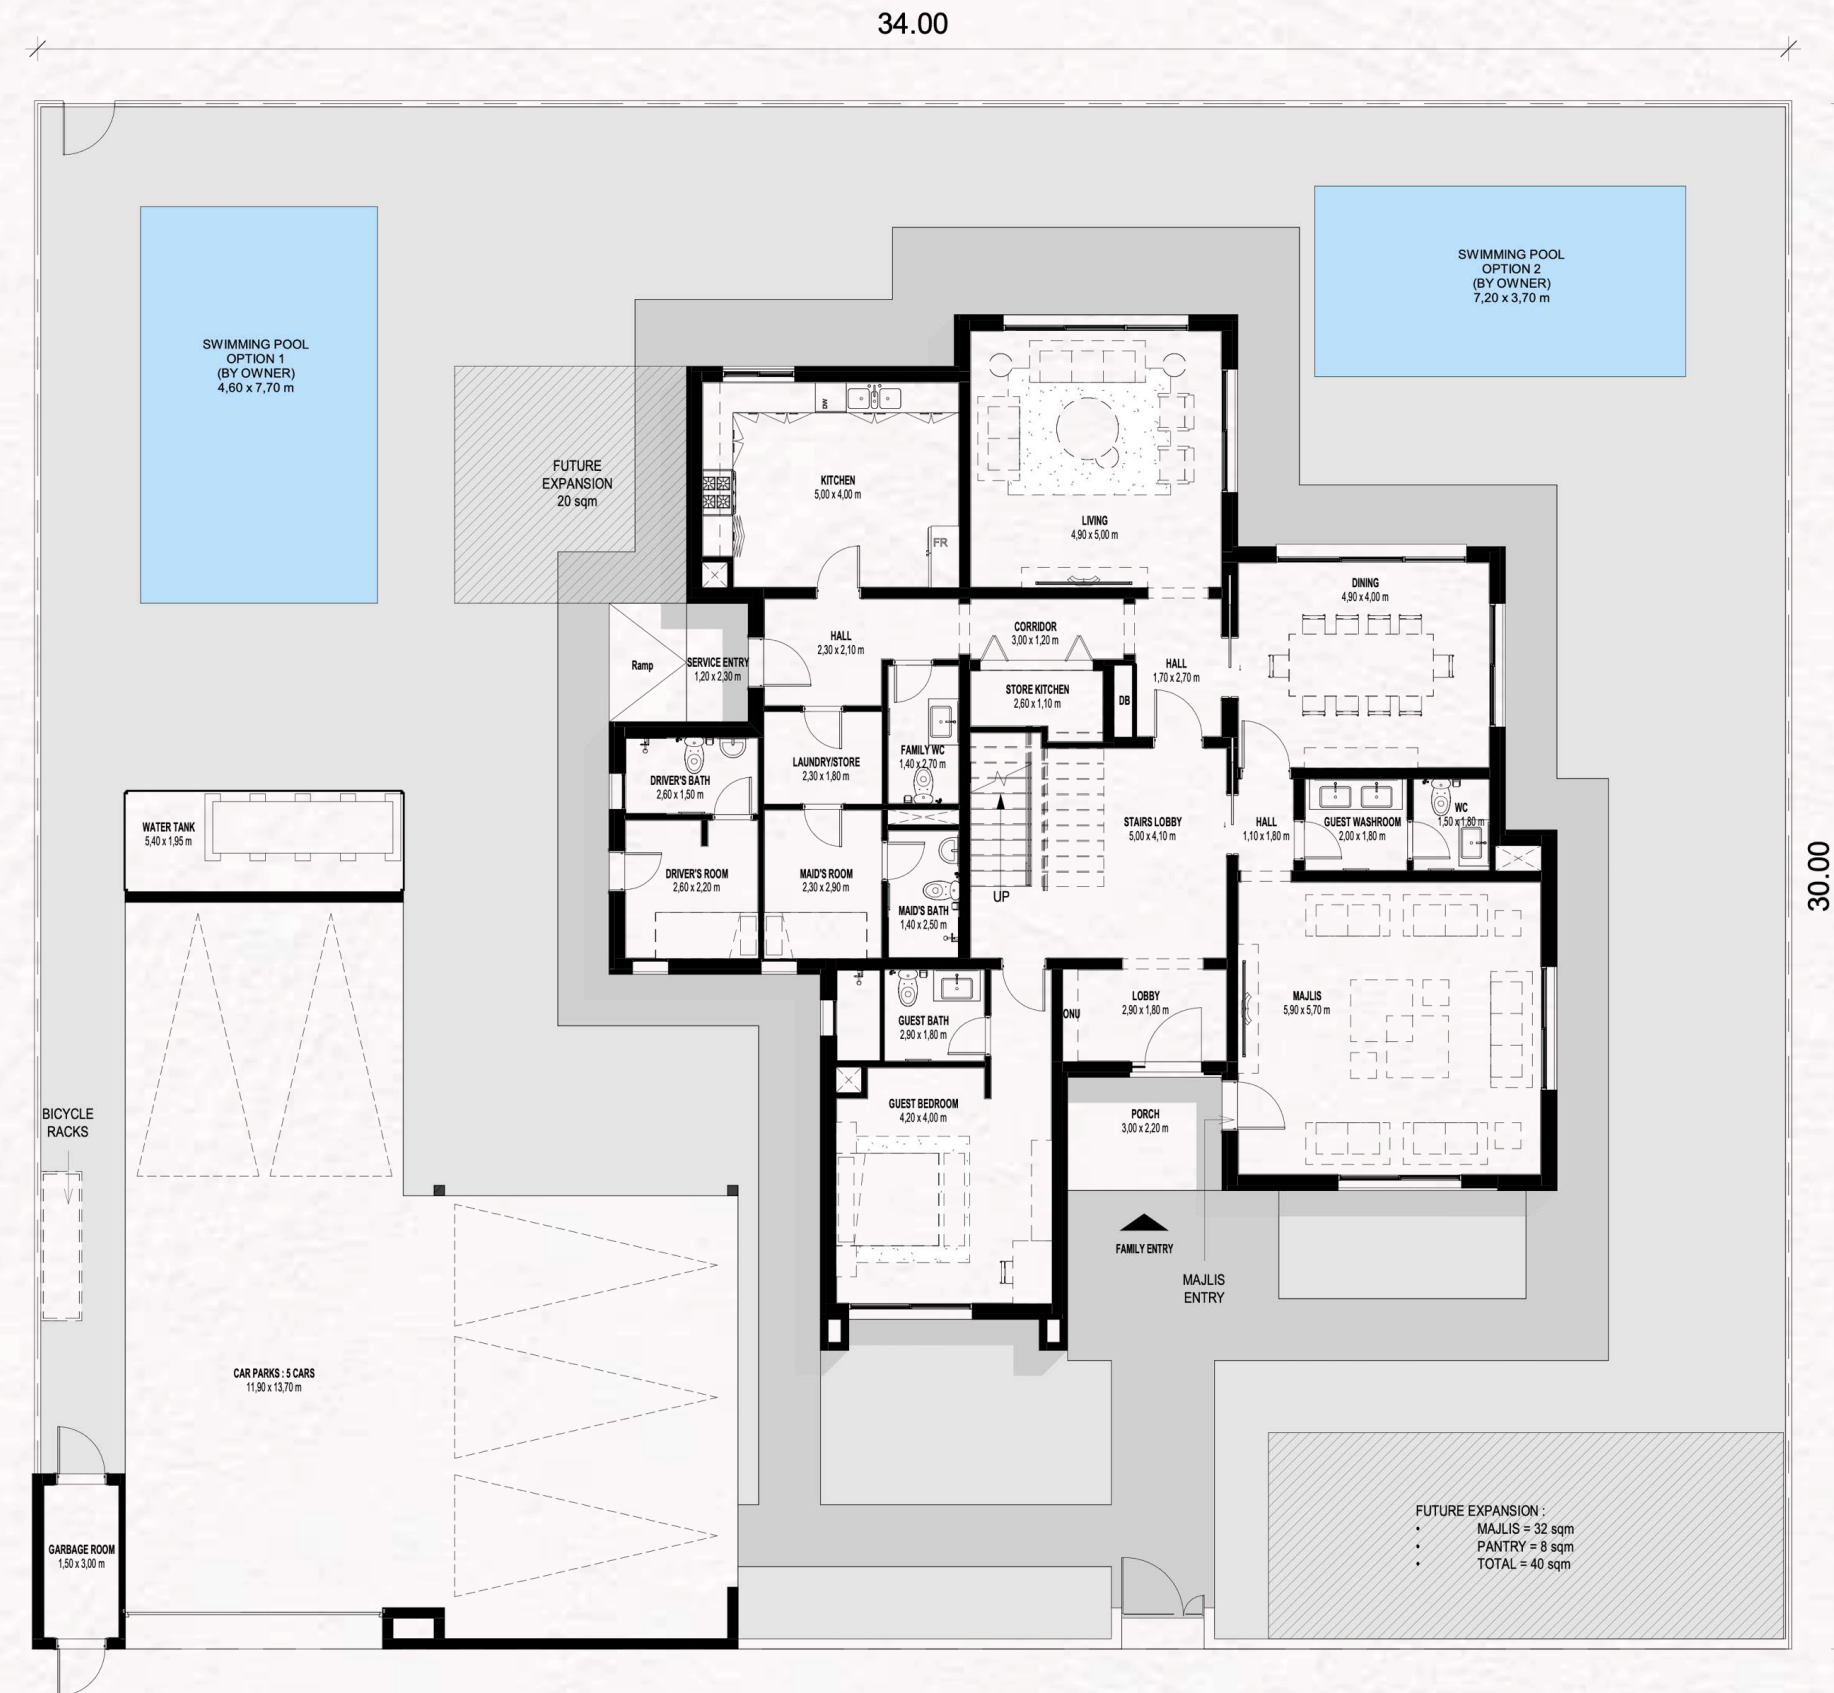 34.00
SWIMMING POOL
OPTION 1
(BY OWNER)
4,60 x 7,70 m
SWIMMING POOL
OPTION 2
(BY OWNER)
7,20 x 3,70 m
FUTURE
EXPANSION
20 sqm
DW
KITCHEN
5,00 x 4,00 m
FR
LIVING
4,90 x 5,00 m
DINING
4,90 x 4,00 m
HALL
2,30 x 2,10 m
CORRIDOR
3,00 x 1,20 m
HALL
1,70 x 2,70 m
Ramp
SERVICE ENTRY
1,20 x 2,30 m
STORE KITCHEN
2,60 x 1,10 m
DB
FAMILY WC
1,40 x 2,70 m
LAUNDRY/STORE
2,30 x 1,80 m
DRIVER'S BATH
2,60 x 1,50 m
WATER TANK
5,40 x 1,95 m
STAIRS LOBBY
5,00 x 4,10 m
HALL
1,10 x 1,80 m
GUEST WASHROOM
2,00 x 1,80 m
WC
1,50 x 1,80 m
DRIVER'S ROOM
2,60 x 2,20 m
MAID'S ROOM
2,30 x 2,90 m
UP
MAID'S BATH
1,40 x 2,50 m
30.00
GUEST BATH
2,90 x 1,80 m
ONU
LOBBY
2,90 x 1,80 m
MAJLIS
5,90 x 5,70 m
GUEST BEDROOM
4,20 x 4,00 m
PORCH
3,00 x 2,20 m
BICYCLE
RACKS
FAMILY ENTRY
MAJLIS
ENTRY
CAR PARKS : 5 CARS
11,90 x 13,70 m
GARBAGE ROOM
1,50 x 3,00 m
FUTURE EXPANSION :
• MAJLIS = 32 sqm
• PANTRY = 8 sqm
• TOTAL = 40 sqm